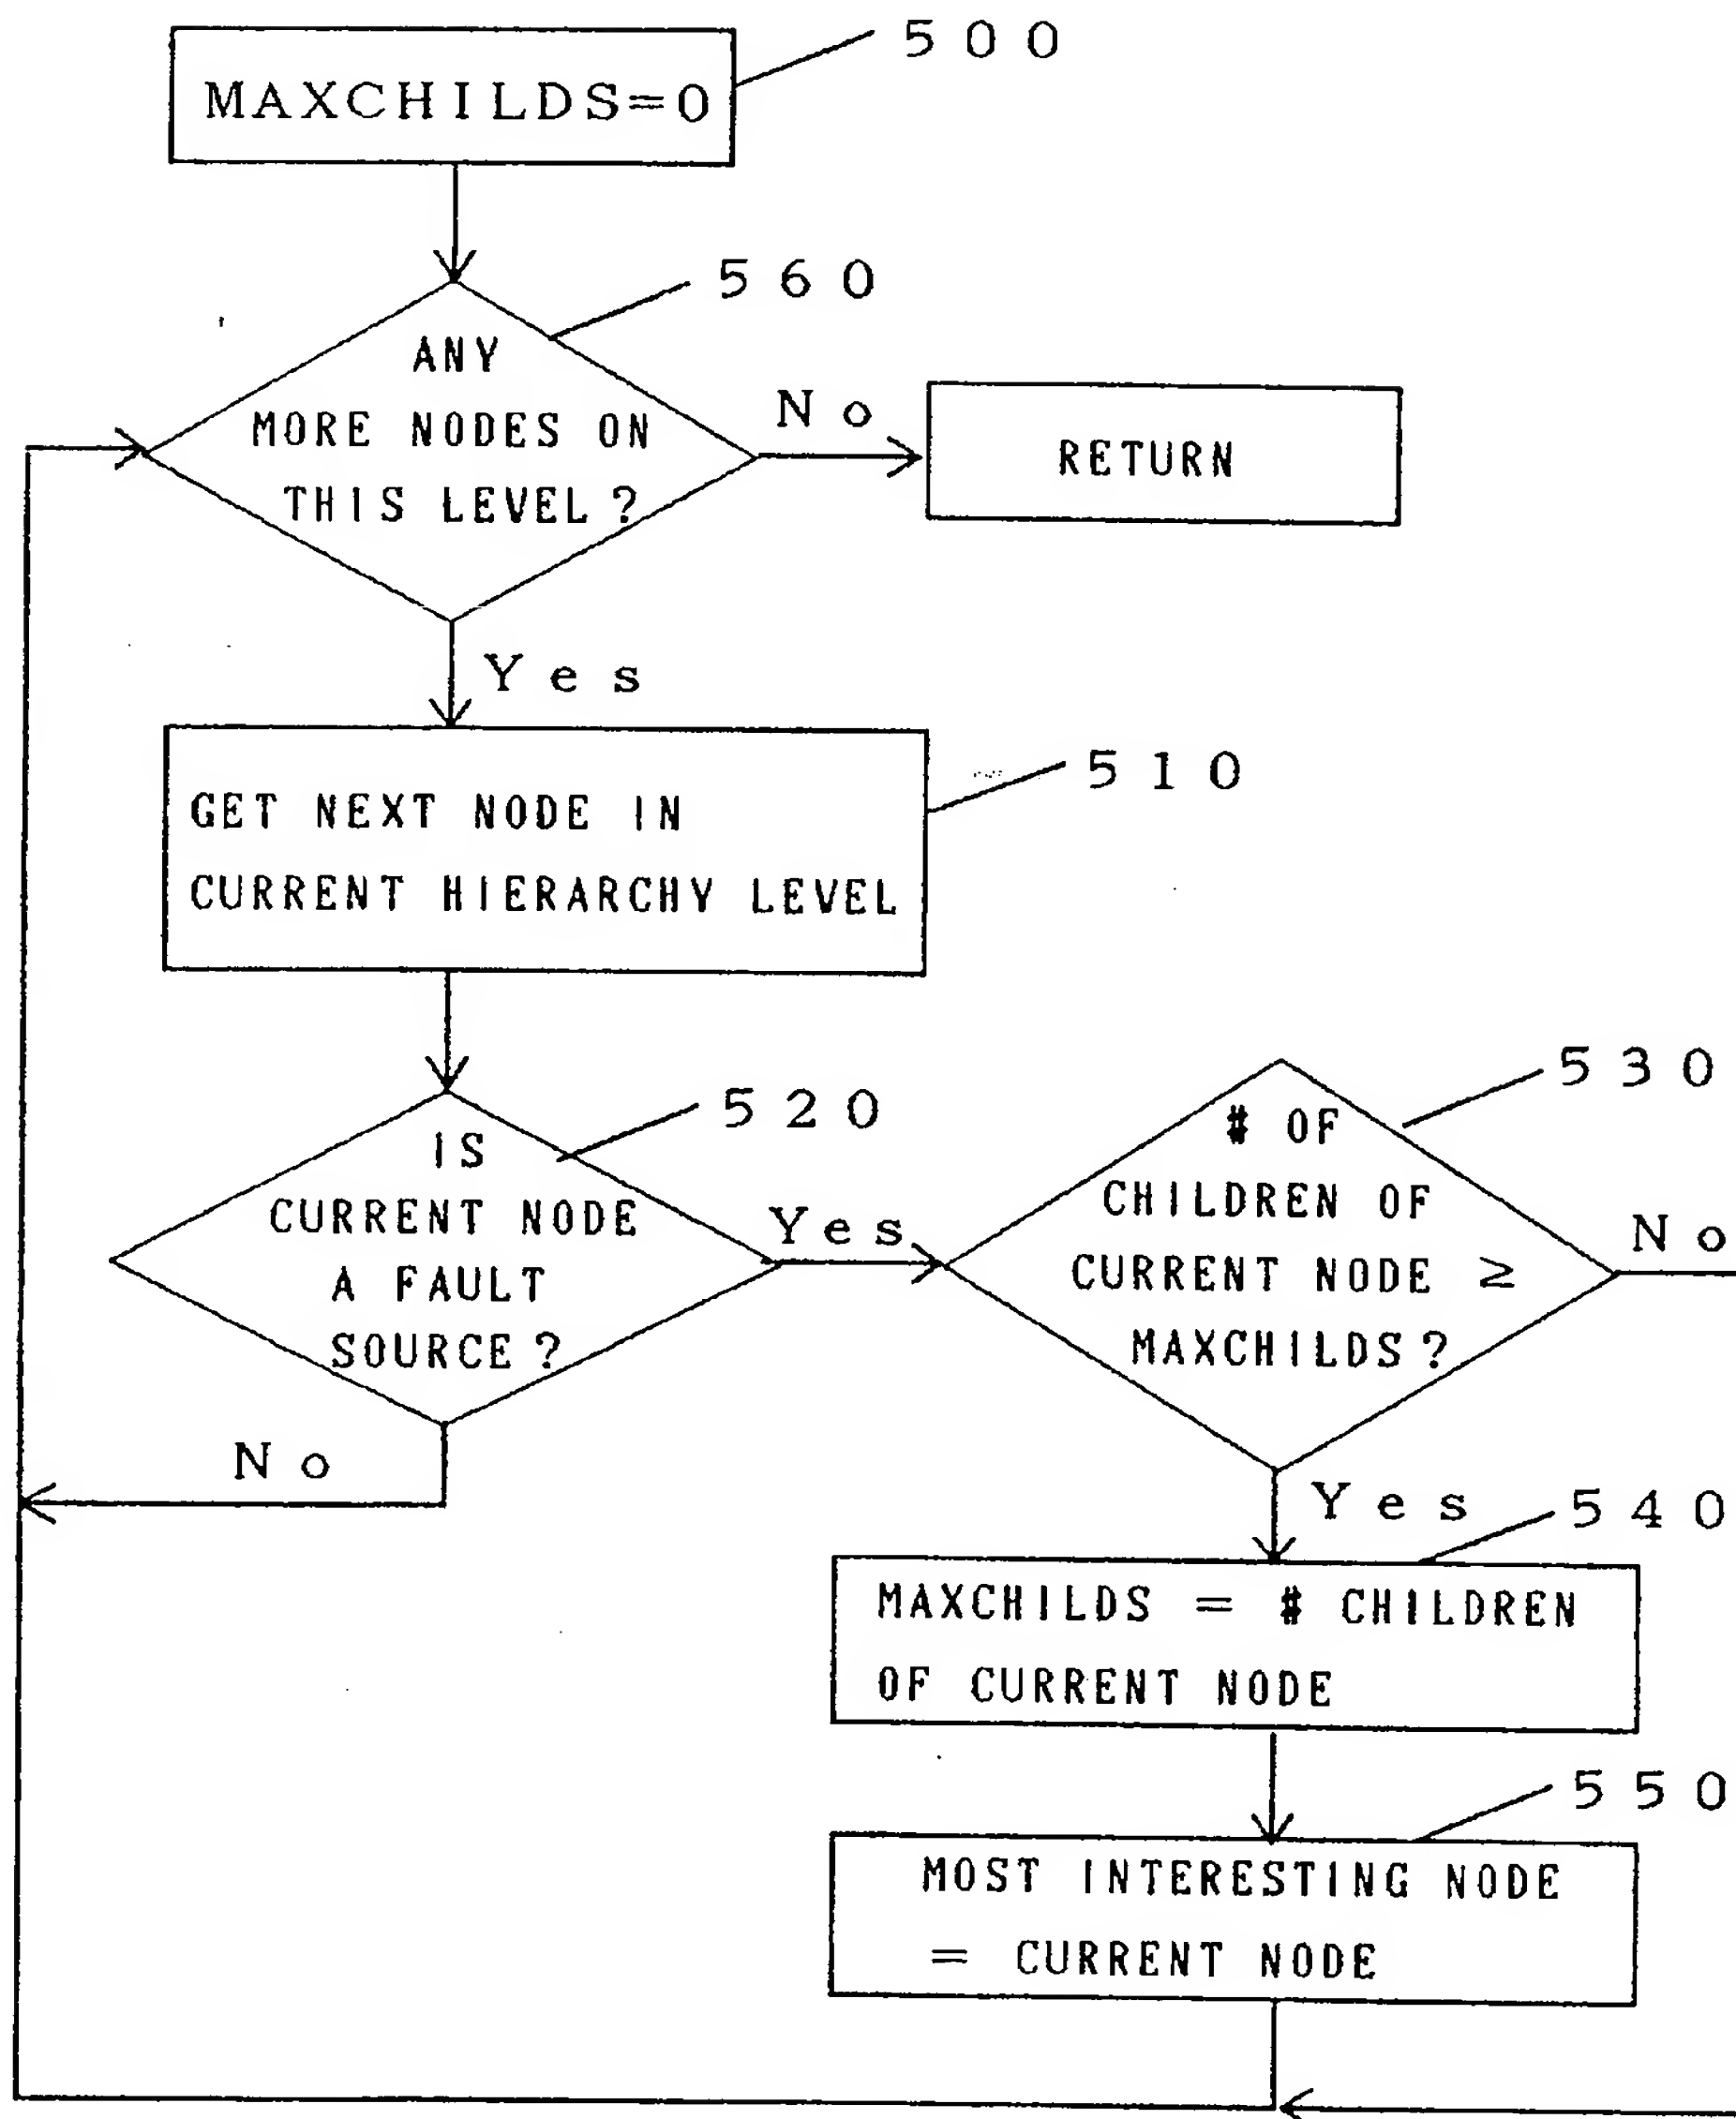 500
MAXCHILDS=0
560
ANY
MORE NODES ON
THIS LEVEL?
No
RETURN
Yes
510
GET NEXT NODE IN
CURRENT HIERARCHY LEVEL
520
IS
CURRENT NODE
A FAULT
SOURCE?
Yes
No
530
# OF
CHILDREN OF
CURRENT NODE ≥
MAXCHILDS?
No
Yes
540
MAXCHILDS = # CHILDREN
OF CURRENT NODE
550
MOST INTERESTING NODE
= CURRENT NODE